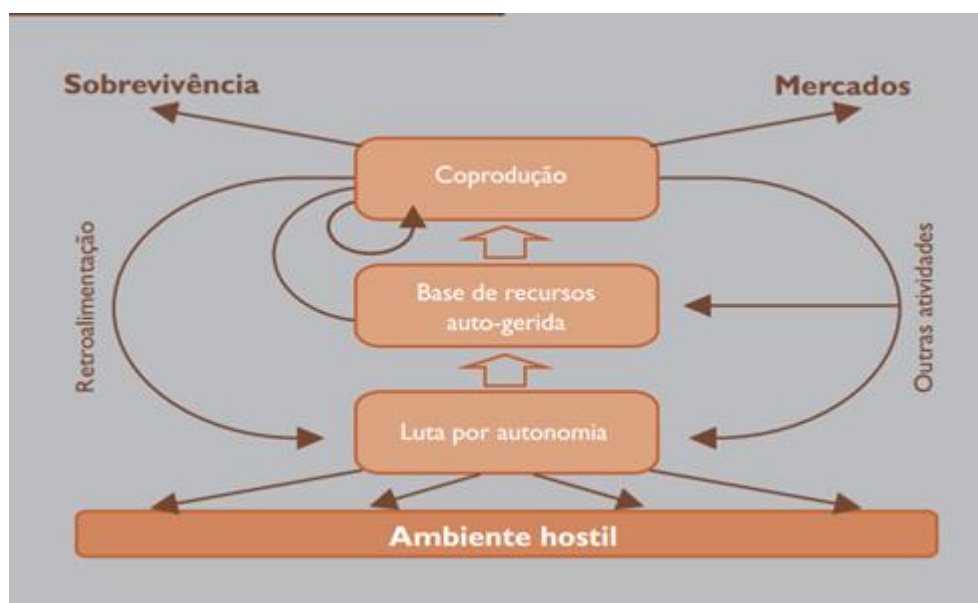 Sobrevivência
Mercados
Coprodução
Retroalimentação
Base de recursos
auto-gerida
Outras atividades
Luta por autonomia
Ambiente hostil